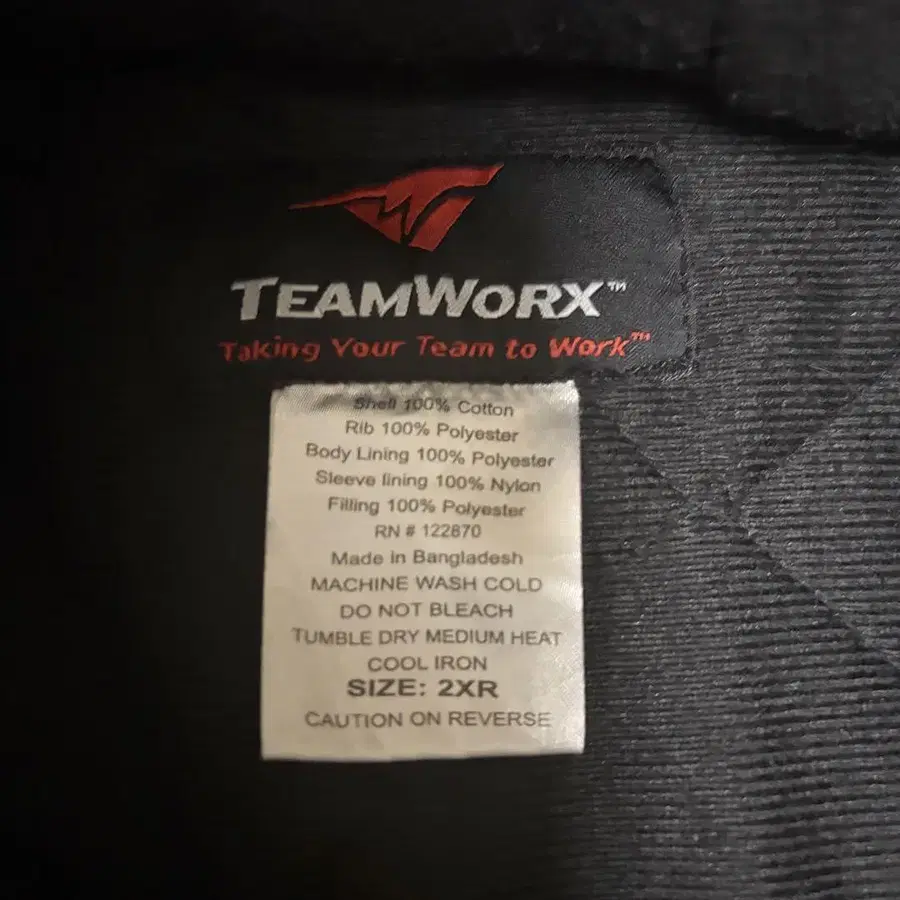 TEAMWORX™
Taking Your Team to Work™
Shell 100% Cotton
Rib 100% Polyester
Body Lining 100% Polyester
Sleeve lining 100% Nylon
Filling 100% Polyester
RN # 122870
Made in Bangladesh
MACHINE WASH COLD
DO NOT BLEACH
TUMBLE DRY MEDIUM HEAT
COOL IRON
SIZE: 2XR
CAUTION ON REVERSE